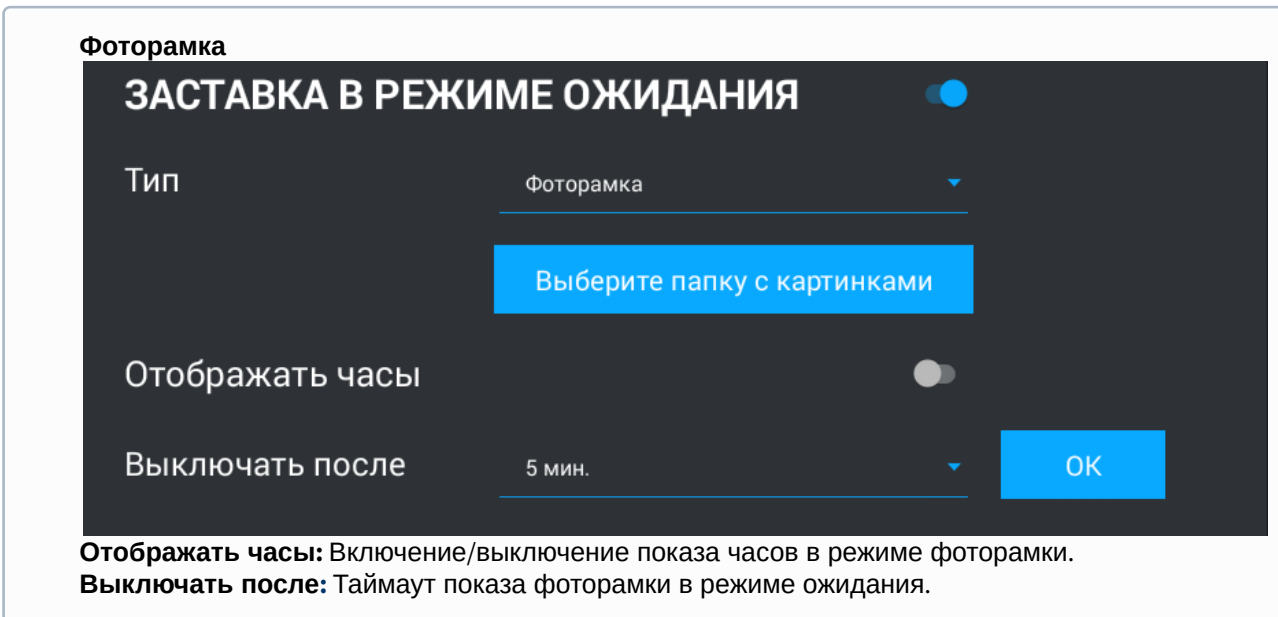 Фоторамка
ЗАСТАВКА В РЕЖИМЕ ОЖИДАНИЯ
Тип Фоторамка
Выберите папку с картинками
Отображать часы
Выключать после 5 мин. ОК
Отображать часы: Включение/выключение показа часов в режиме фоторамки.
Выключать после: Таймаут показа фоторамки в режиме ожидания.